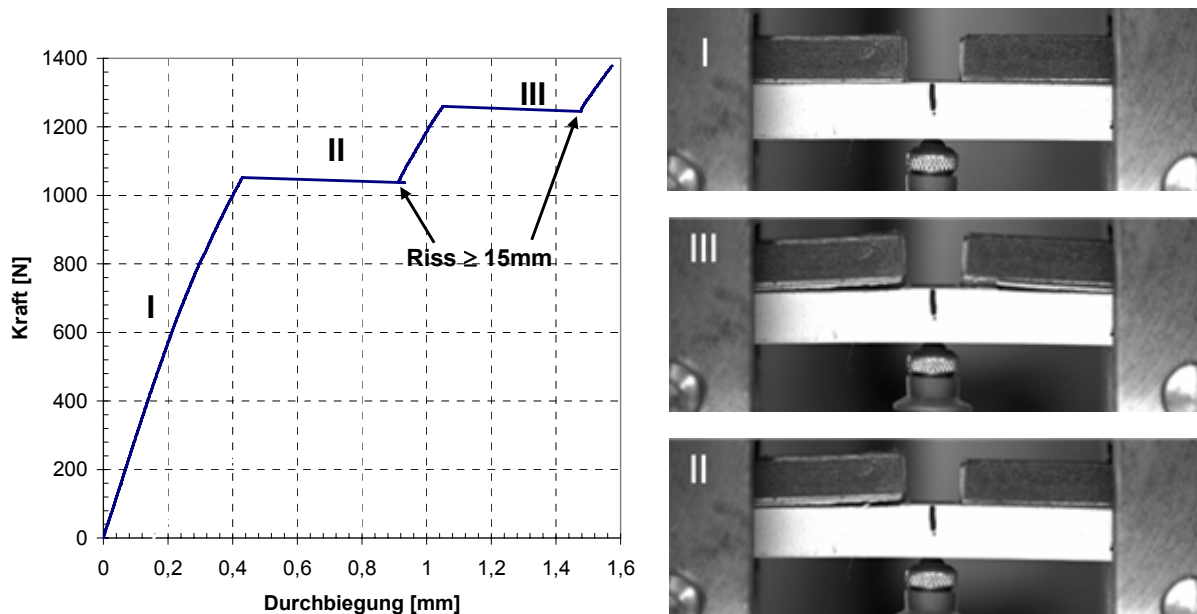 1400
1200
1000
800
600
400
200
0
Kraft [N]
I
II
III
Riss ≥ 15mm
0 0,2 0,4 0,6 0,8 1 1,2 1,4 1,6
Durchbiegung [mm]
I
III
II